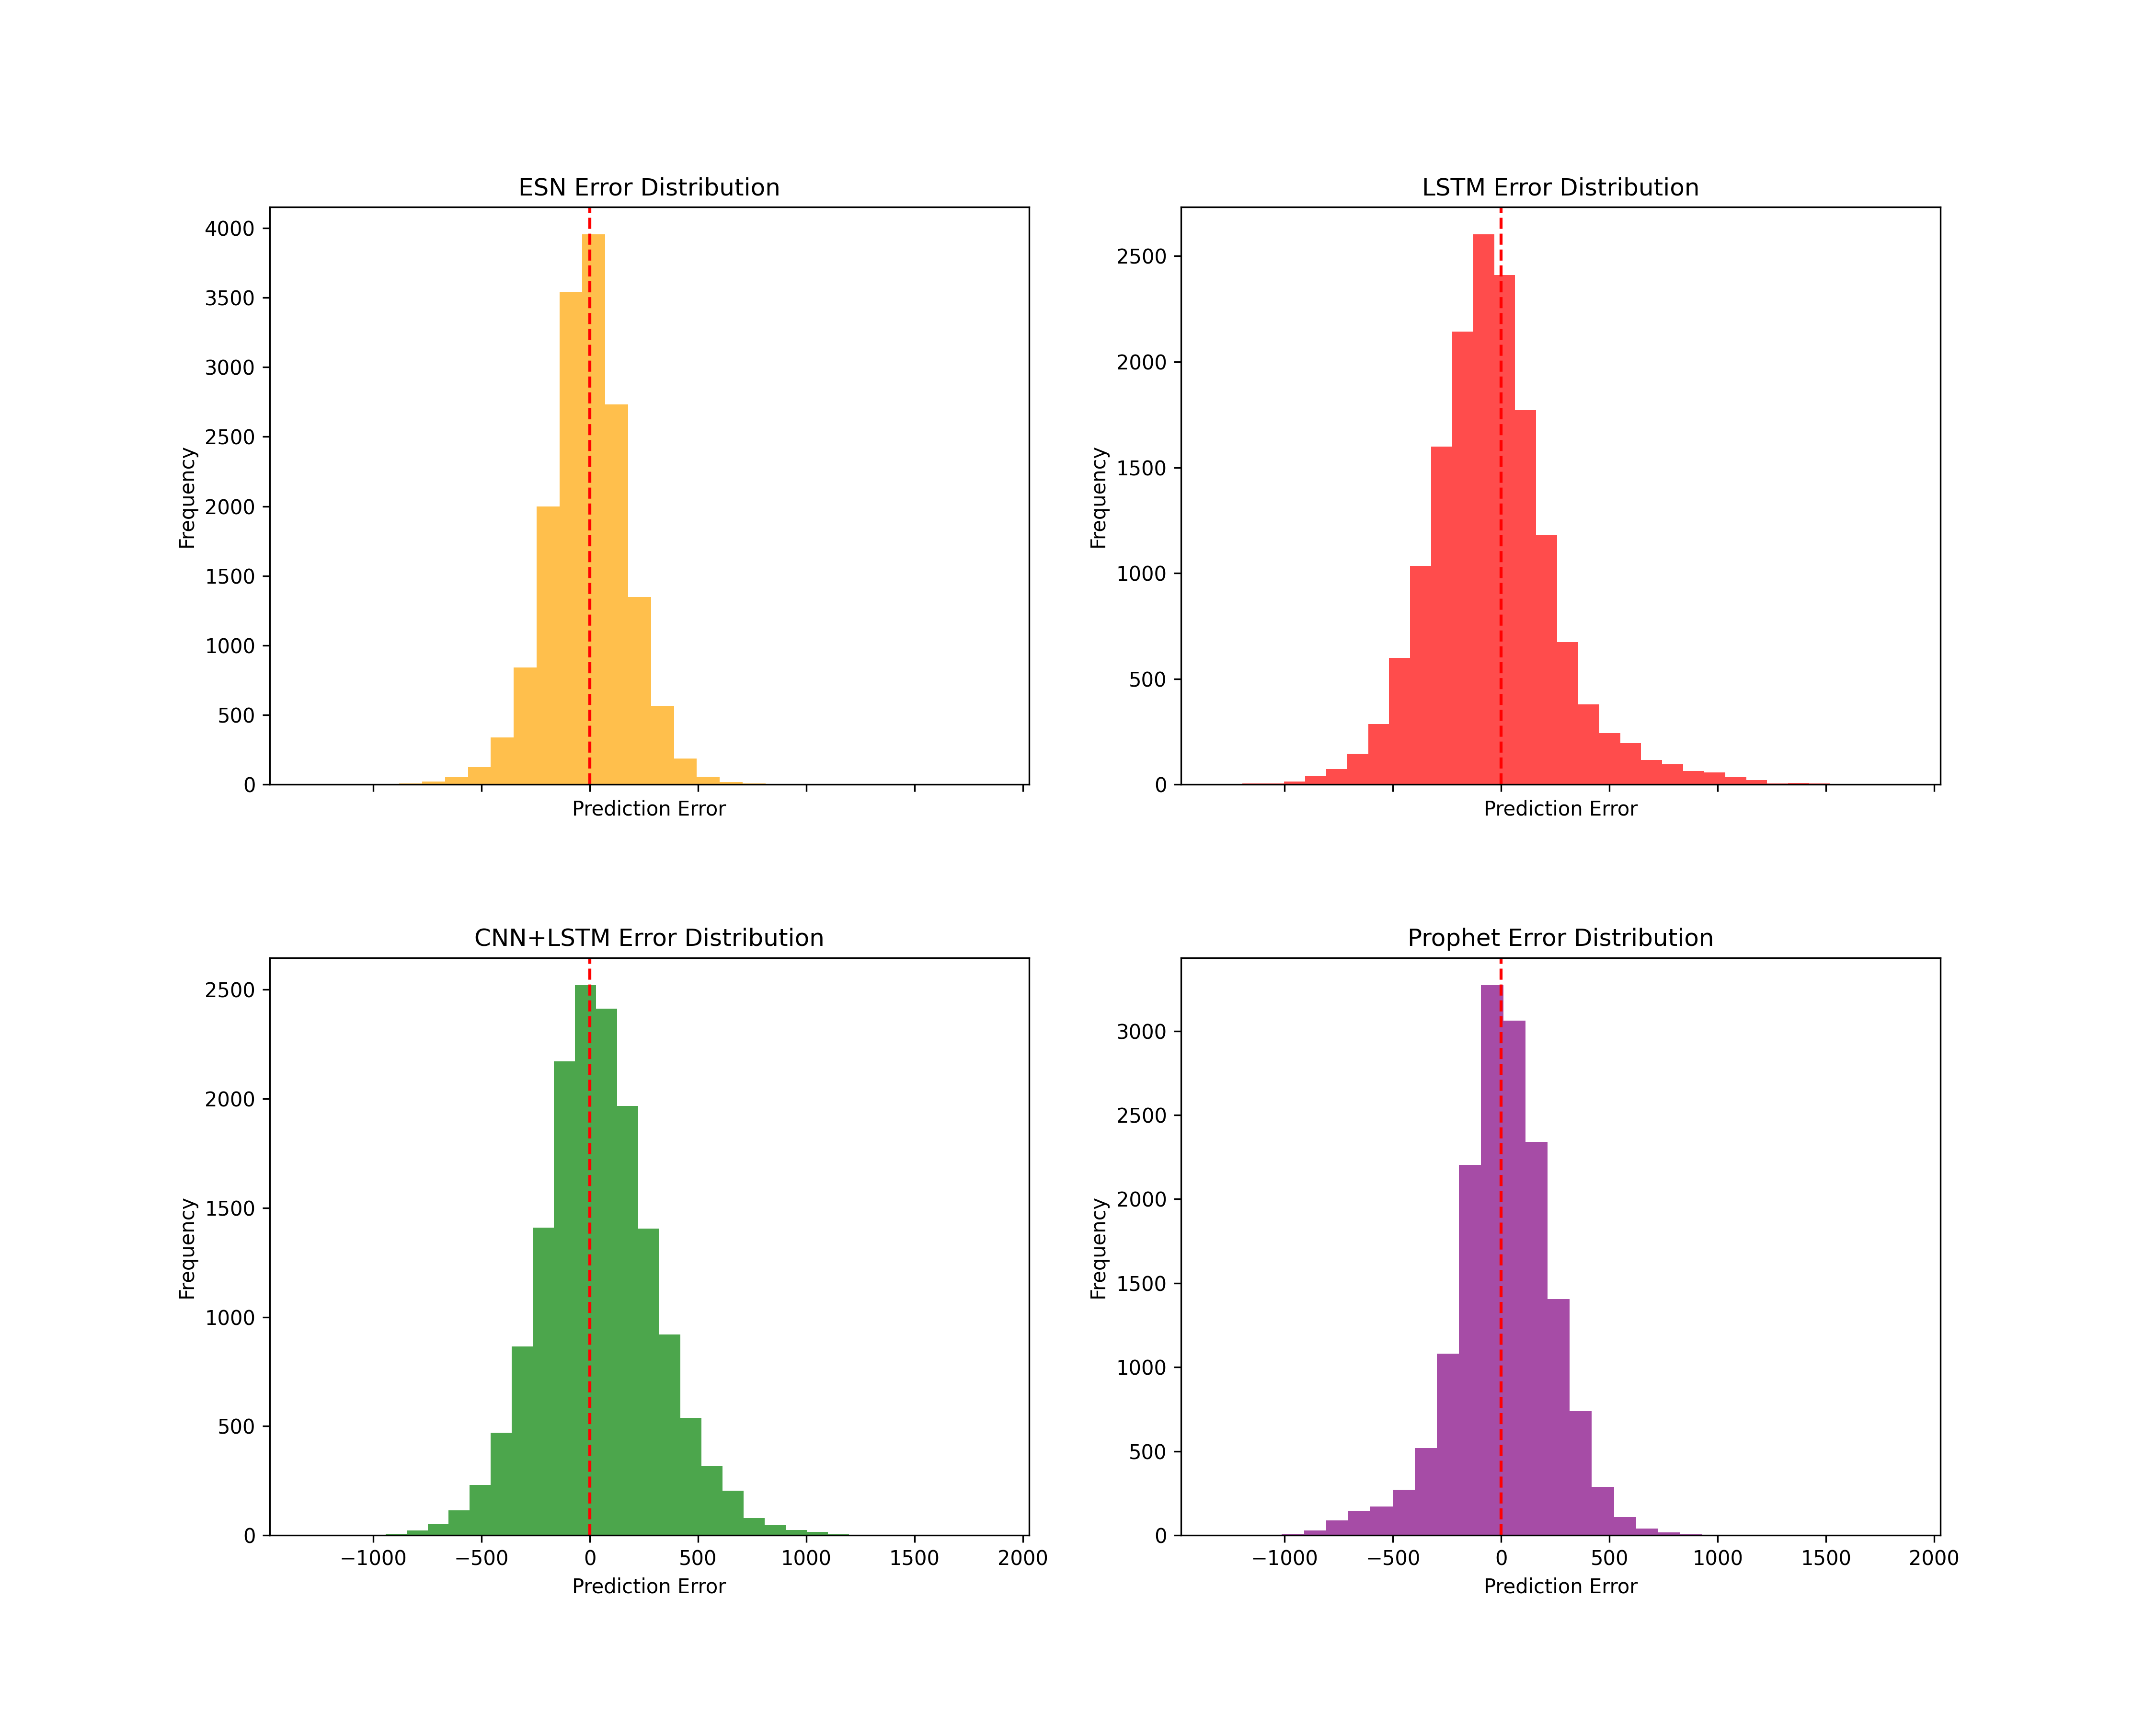 ESN Error Distribution
4000
3500
3000
2500
2000
1500
1000
500
0
Frequency
Prediction Error
LSTM Error Distribution
2500
2000
1500
1000
500
0
Frequency
Prediction Error
CNN+LSTM Error Distribution
2500
2000
1500
1000
500
0
Frequency
−1000 −500 0 500 1000 1500 2000
Prediction Error
Prophet Error Distribution
3000
2500
2000
1500
1000
500
0
Frequency
−1000 −500 0 500 1000 1500 2000
Prediction Error